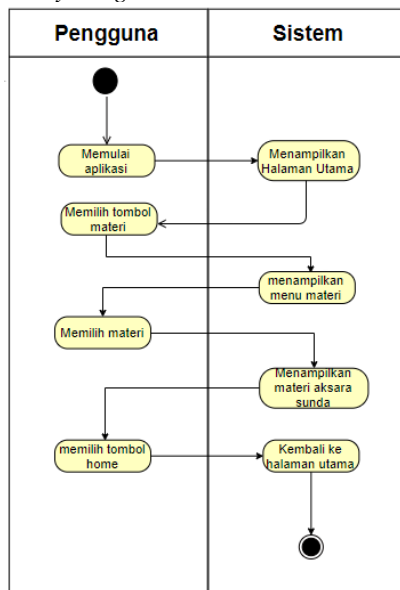 Pengguna
Sistem
Memulai
aplikasi
Menampilkan
Halaman Utama
Memilih tombol
materi
menampilkan
menu materi
Memilih materi
Menampilkan
materi aksara
sunda
memilih tombol
home
Kembali ke
halaman utama